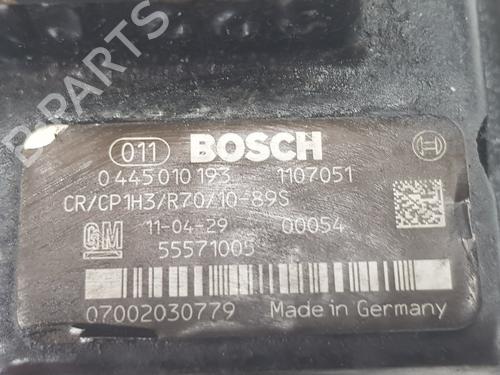 011 BOSCH
0 445 010 193 1107051
CR/CP1H3/R70/10-89S
GM 11-04-29 00054
55571005
07002030779 Made in Germany